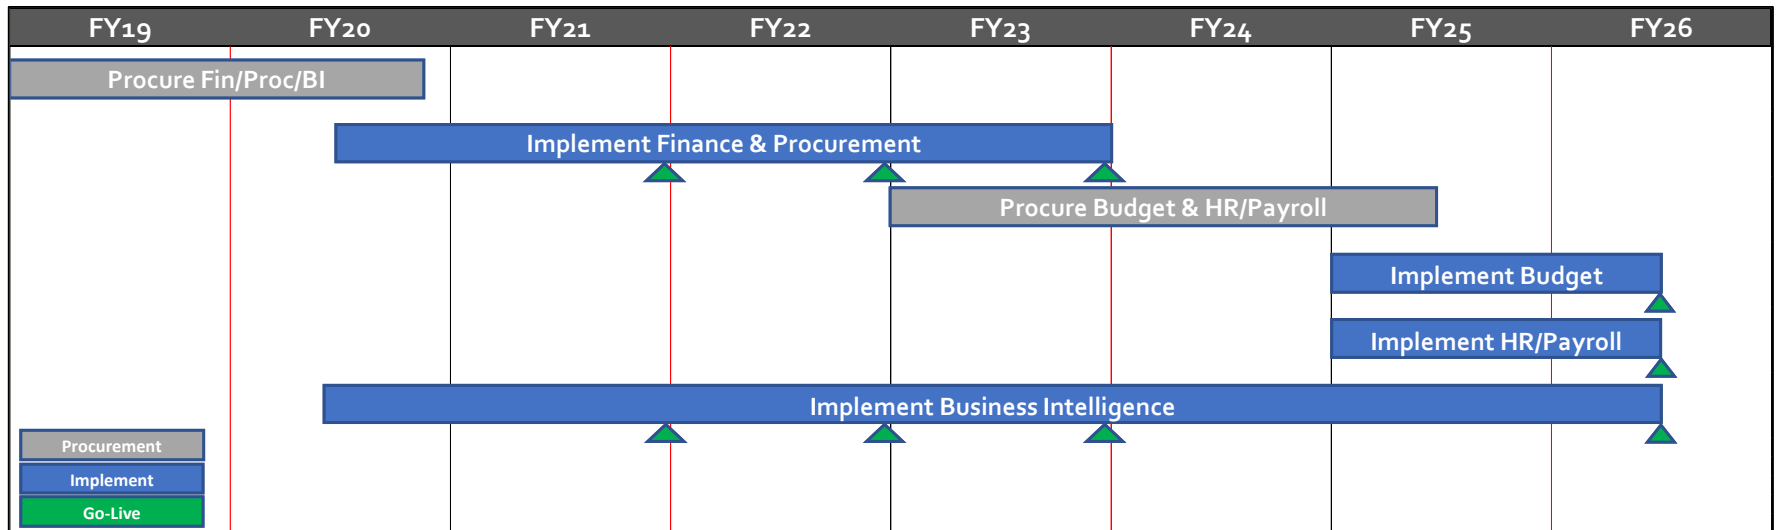 FY19 FY20 FY21 FY22 FY23 FY24 FY25 FY26
Procure Fin/Proc/BI
Implement Finance & Procurement
Procure Budget & HR/Payroll
Implement Budget
Implement HR/Payroll
Implement Business Intelligence
Procurement
Implement
Go-Live